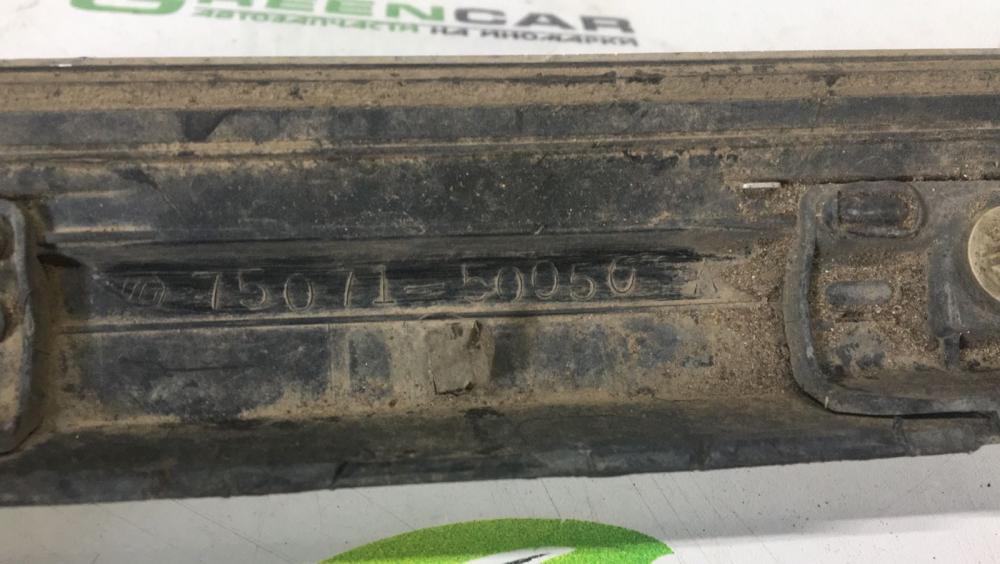 GREENCAR
АВТОЗАПЧАСТИ НА ИНОМАРКИ
75071-50050